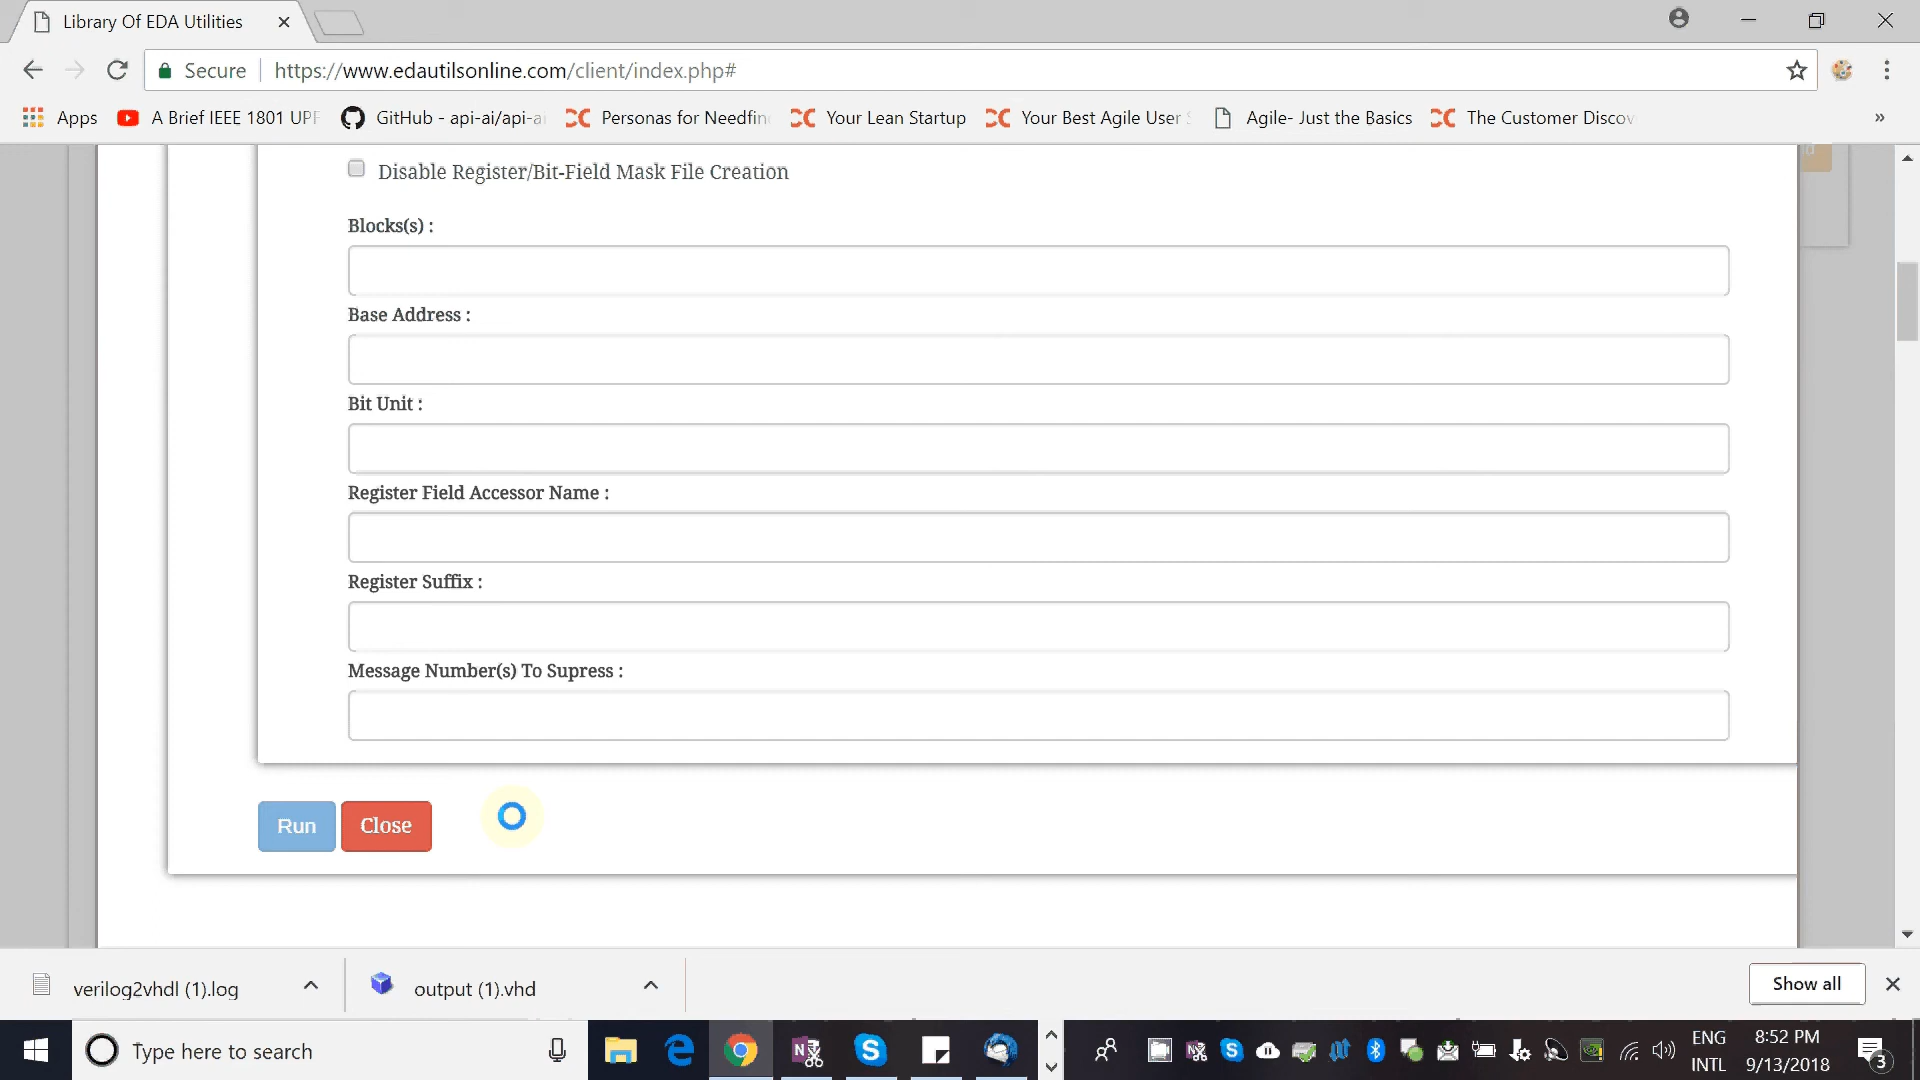 Library Of EDA Utilities
Secure https://www.edautilsonline.com/client/index.php#
Apps A Brief IEEE 1801 UPF GitHub - api-ai/api-a Personas for Needfin Your Lean Startup Your Best Agile User S Agile- Just the Basics The Customer Discov »
Disable Register/Bit-Field Mask File Creation
Blocks(s) :
Base Address :
Bit Unit :
Register Field Accessor Name :
Register Suffix :
Message Number(s) To Supress :
Run Close
verilog2vhdl (1).log output (1).vhd Show all
Type here to search
ENG 8:52 PM
INTL 9/13/2018
3